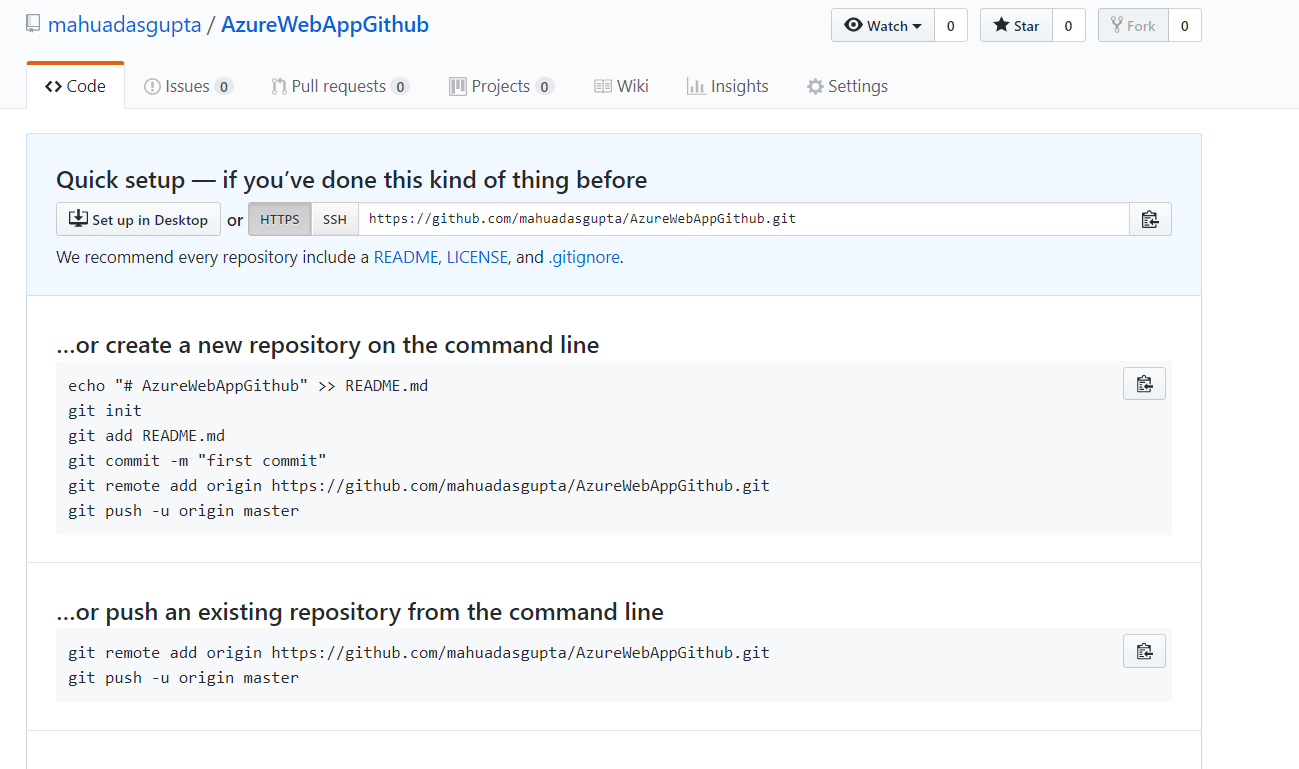 mahuadasgupta / AzureWebAppGithub
Watch 0 Star 0 Fork 0
Code Issues 0 Pull requests 0 Projects 0 Wiki Insights Settings
Quick setup — if you’ve done this kind of thing before
Set up in Desktop or HTTPS SSH https://github.com/mahuadasgupta/AzureWebAppGithub.git
We recommend every repository include a README, LICENSE, and .gitignore.
…or create a new repository on the command line
echo "# AzureWebAppGithub" >> README.md
git init
git add README.md
git commit -m "first commit"
git remote add origin https://github.com/mahuadasgupta/AzureWebAppGithub.git
git push -u origin master
…or push an existing repository from the command line
git remote add origin https://github.com/mahuadasgupta/AzureWebAppGithub.git
git push -u origin master